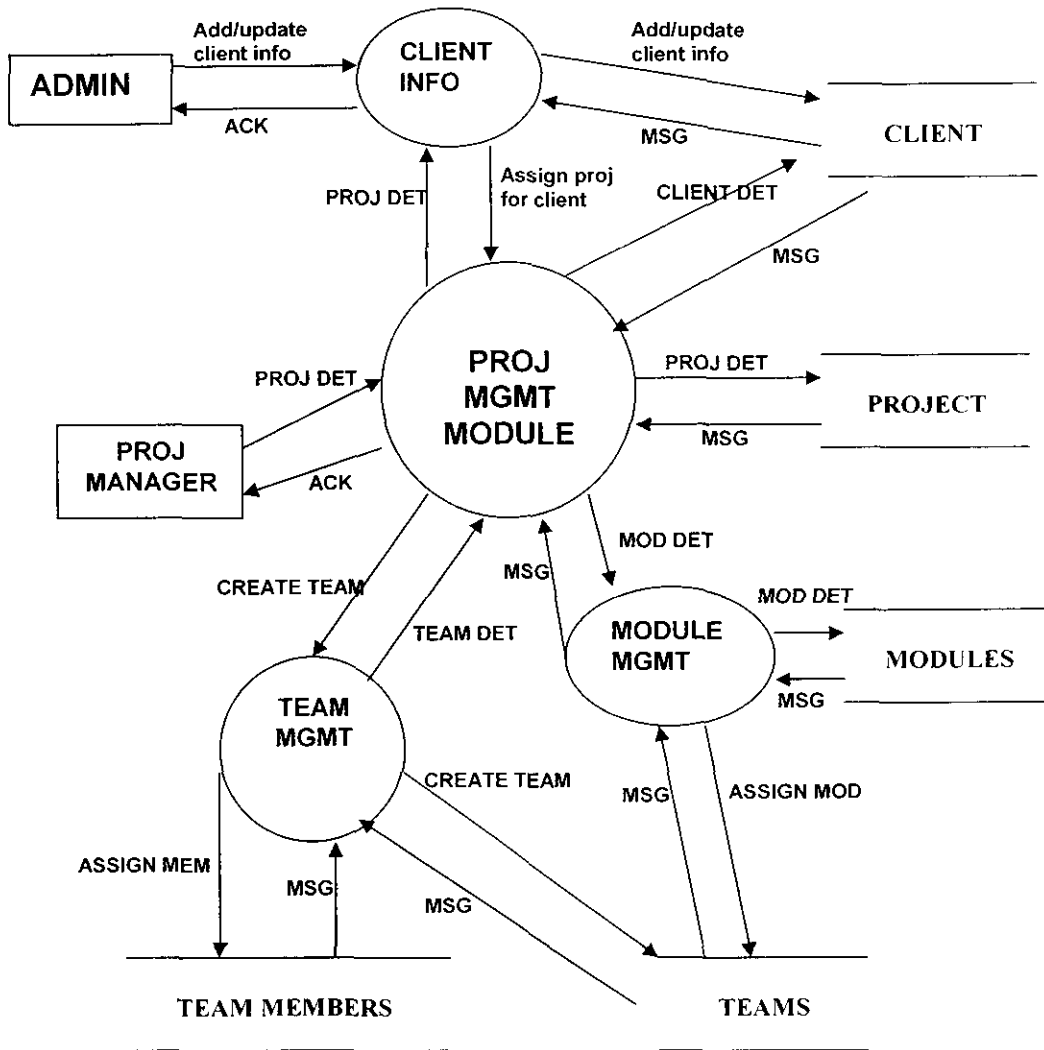 Add/update
client info
CLIENT
INFO
Add/update
client info
ADMIN
ACK
MSG
CLIENT
PROJ DET
Assign proj
for client
CLIENT DET
MSG
PROJ
MGMT
MODULE
PROJ DET
PROJ DET
PROJECT
MSG
PROJ
MANAGER
ACK
MOD DET
MSG
CREATE TEAM
TEAM DET
MODULE
MGMT
MOD DET
MODULES
MSG
TEAM
MGMT
CREATE TEAM
MSG
ASSIGN MOD
ASSIGN MEM
MSG
MSG
TEAM MEMBERS
TEAMS